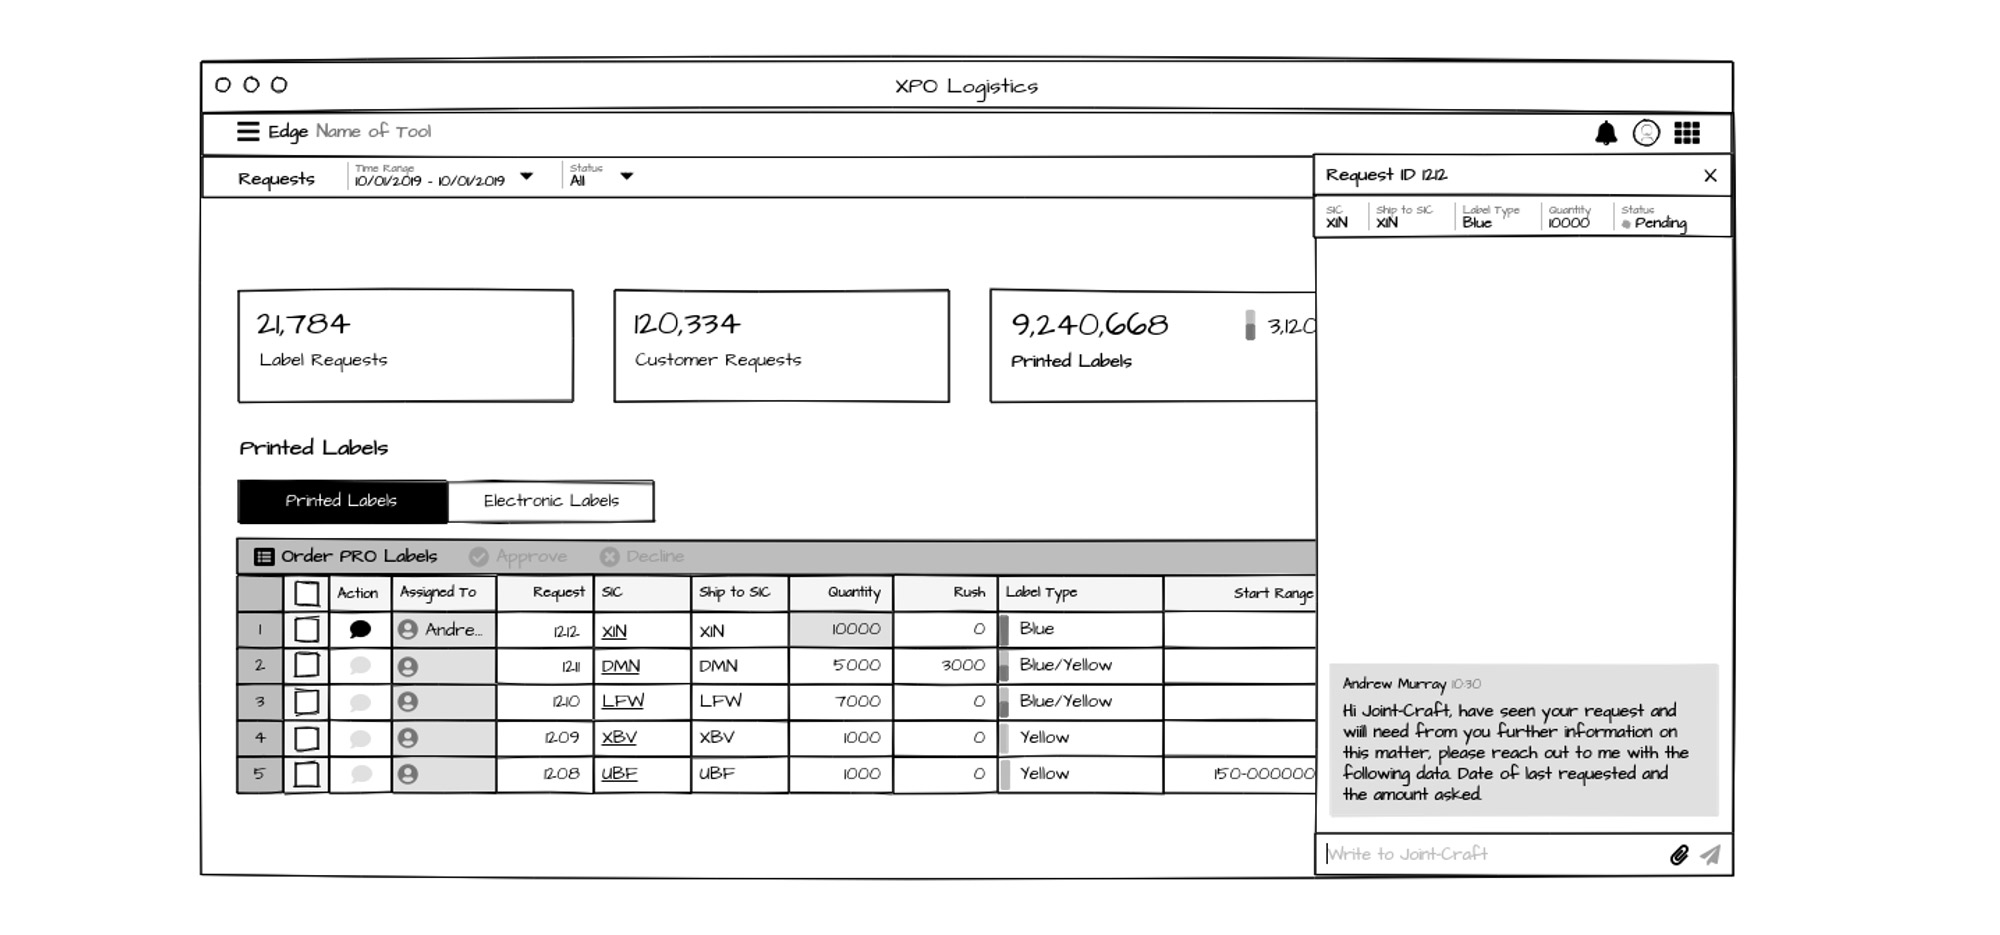 XPO Logistics
Edge Name of Tool
Requests
Time Range
10/01/2019 - 10/01/2019
Status
All
21,784
Label Requests
120,334
Customer Requests
9,240,668
Printed Labels
3,120
Printed Labels
Printed Labels Electronic Labels
Order PRO Labels Approve Decline
Action Assigned To Request SIC Ship to SIC Quantity Rush Label Type Start Range
1 Andre... 1212 XIN XIN 10000 0 Blue
2 1211 DMN DMN 5000 3000 Blue/Yellow
3 1210 LFW LFW 7000 0 Blue/Yellow
4 1209 XBV XBV 1000 0 Yellow
5 1208 UBF UBF 1000 0 Yellow 150-000000
Request ID 1212
SIC Ship to SIC Label Type Quantity Status
XIN XIN Blue 10000 Pending
Andrew Murray 10:30
Hi Joint-Craft, have seen your request and
will need from you further information on
this matter, please reach out to me with the
following data. Date of last requested and
the amount asked.
Write to Joint-Craft